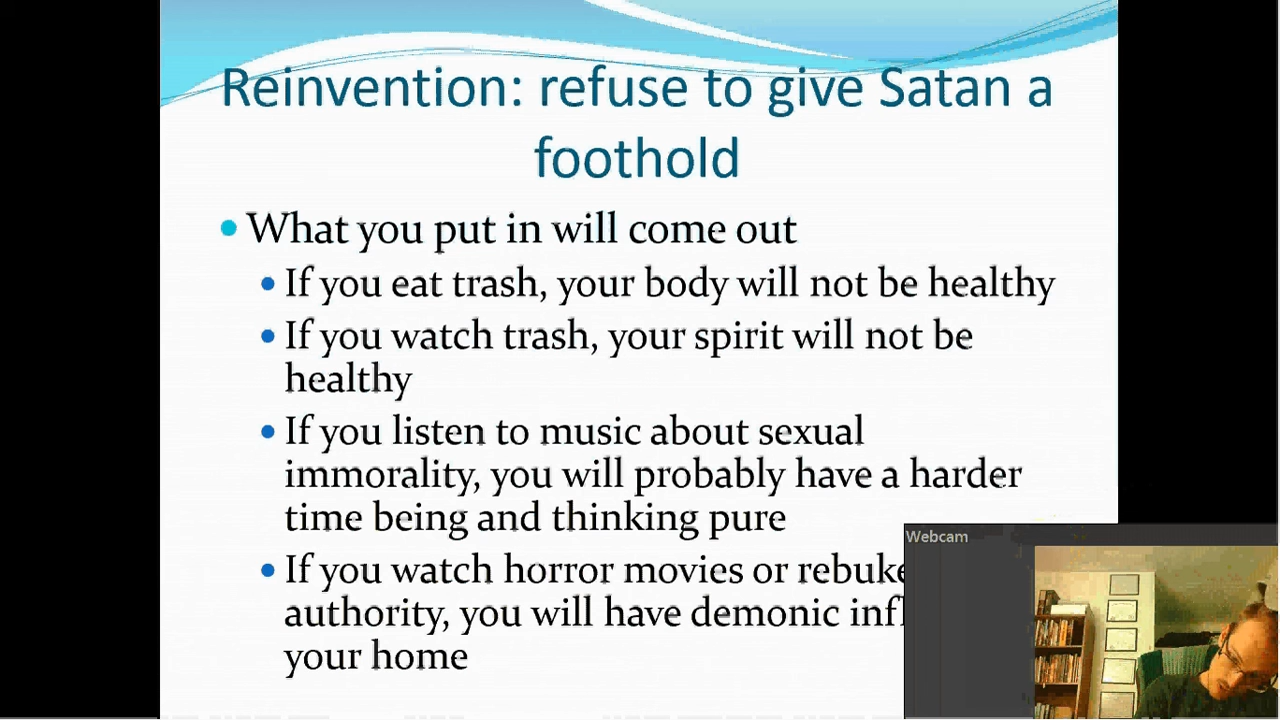 Reinvention: refuse to give Satan a
foothold
What you put in will come out
If you eat trash, your body will not be healthy
If you watch trash, your spirit will not be
healthy
If you listen to music about sexual
immorality, you will probably have a harder
time being and thinking pure
If you watch horror movies or rebuke
authority, you will have demonic
your home
Webcam